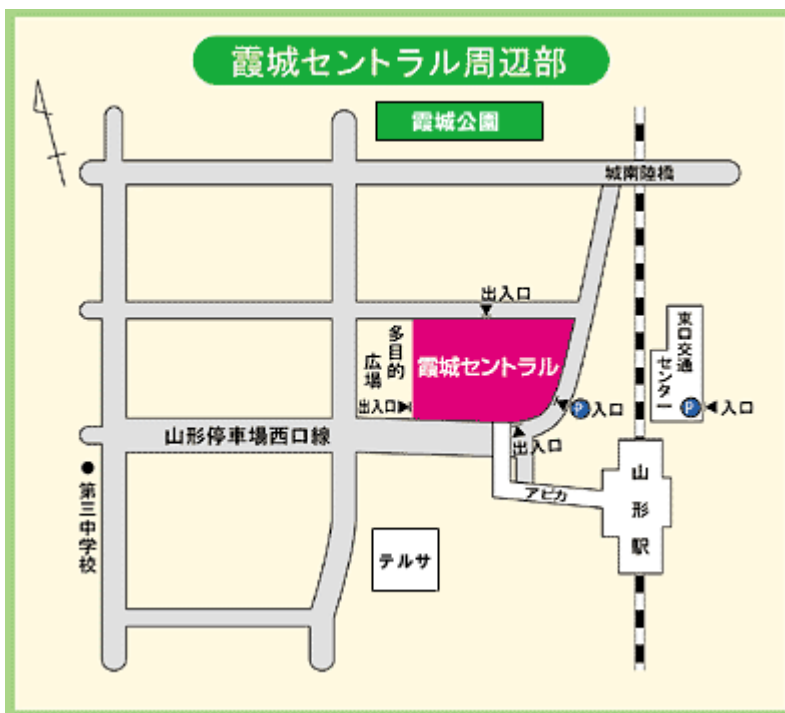 霞城セントラル周辺部
霞城公園
城南陸橋
出入口
多目的
広場
霞城セントラル
出入口
P入口
東口交通
センター
P
入口
山形停車場西口線
出入口
アピカ
山形駅
第三中学校
テルサ